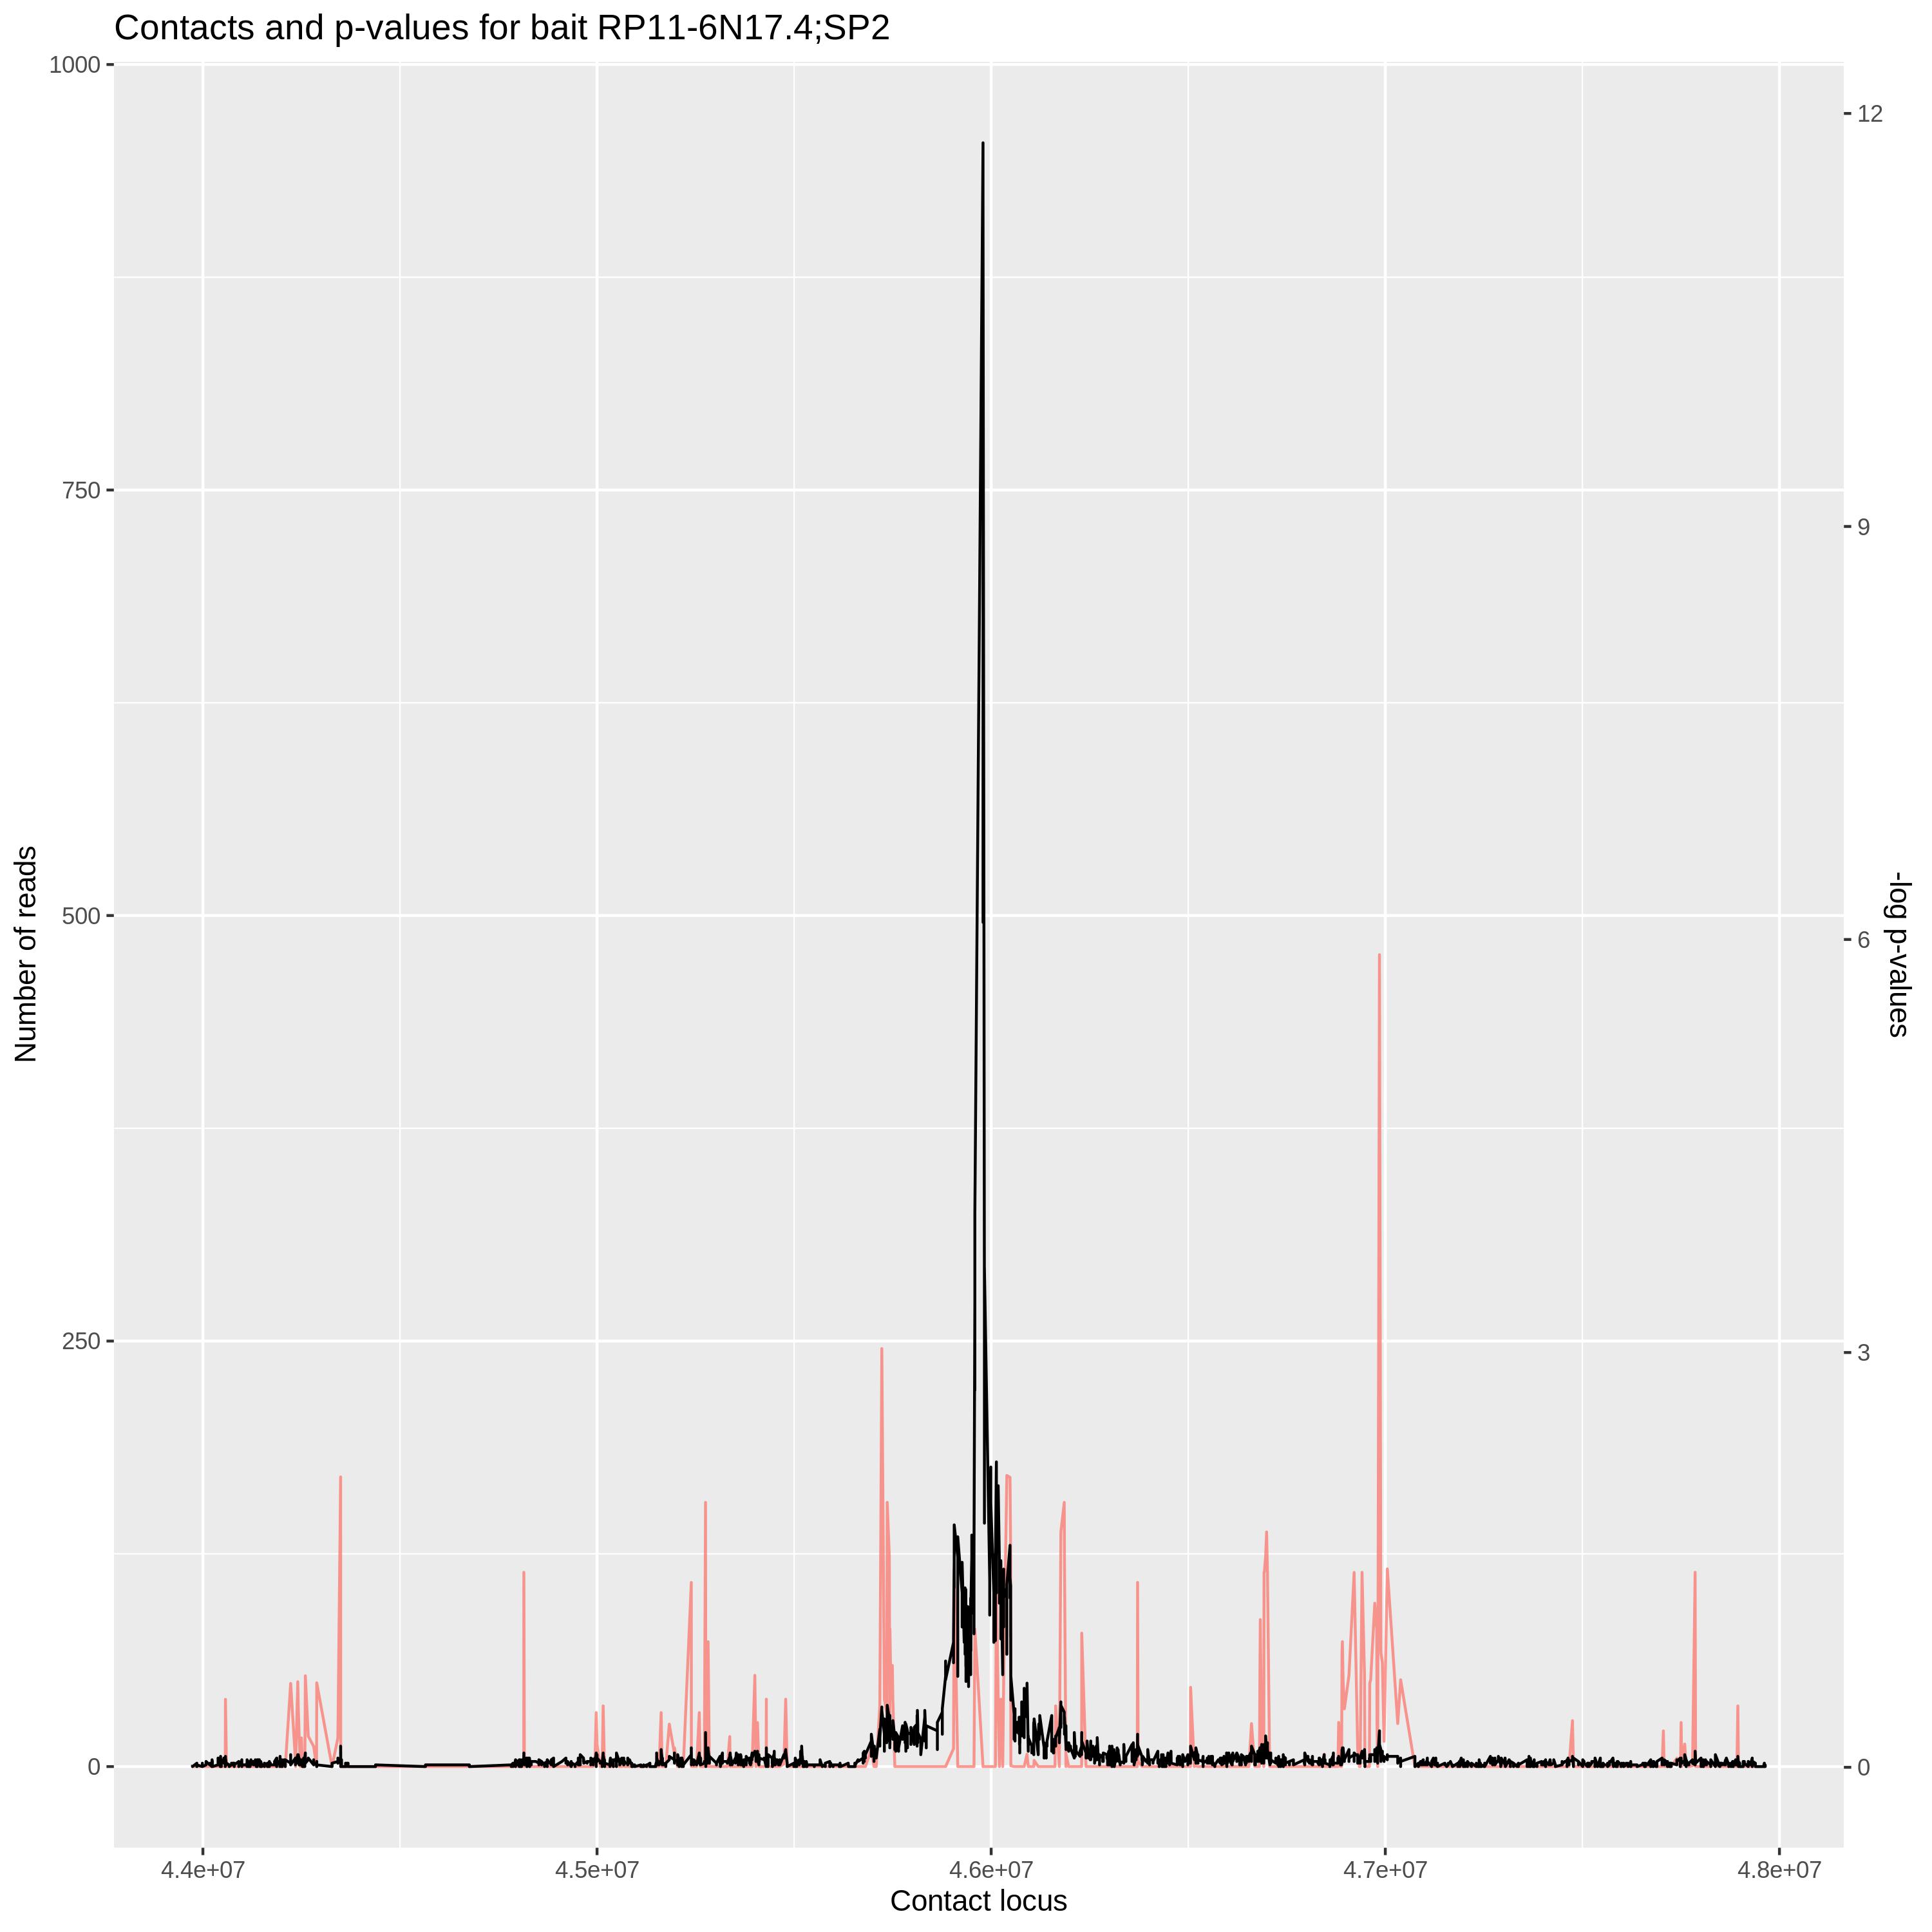 Contacts and p-values for bait RP11-6N17.4;SP2
1000
750
500
250
0
Number of reads
12
9
6
3
0
-log p-values
4.4e+07
4.5e+07
4.6e+07
4.7e+07
4.8e+07
Contact locus